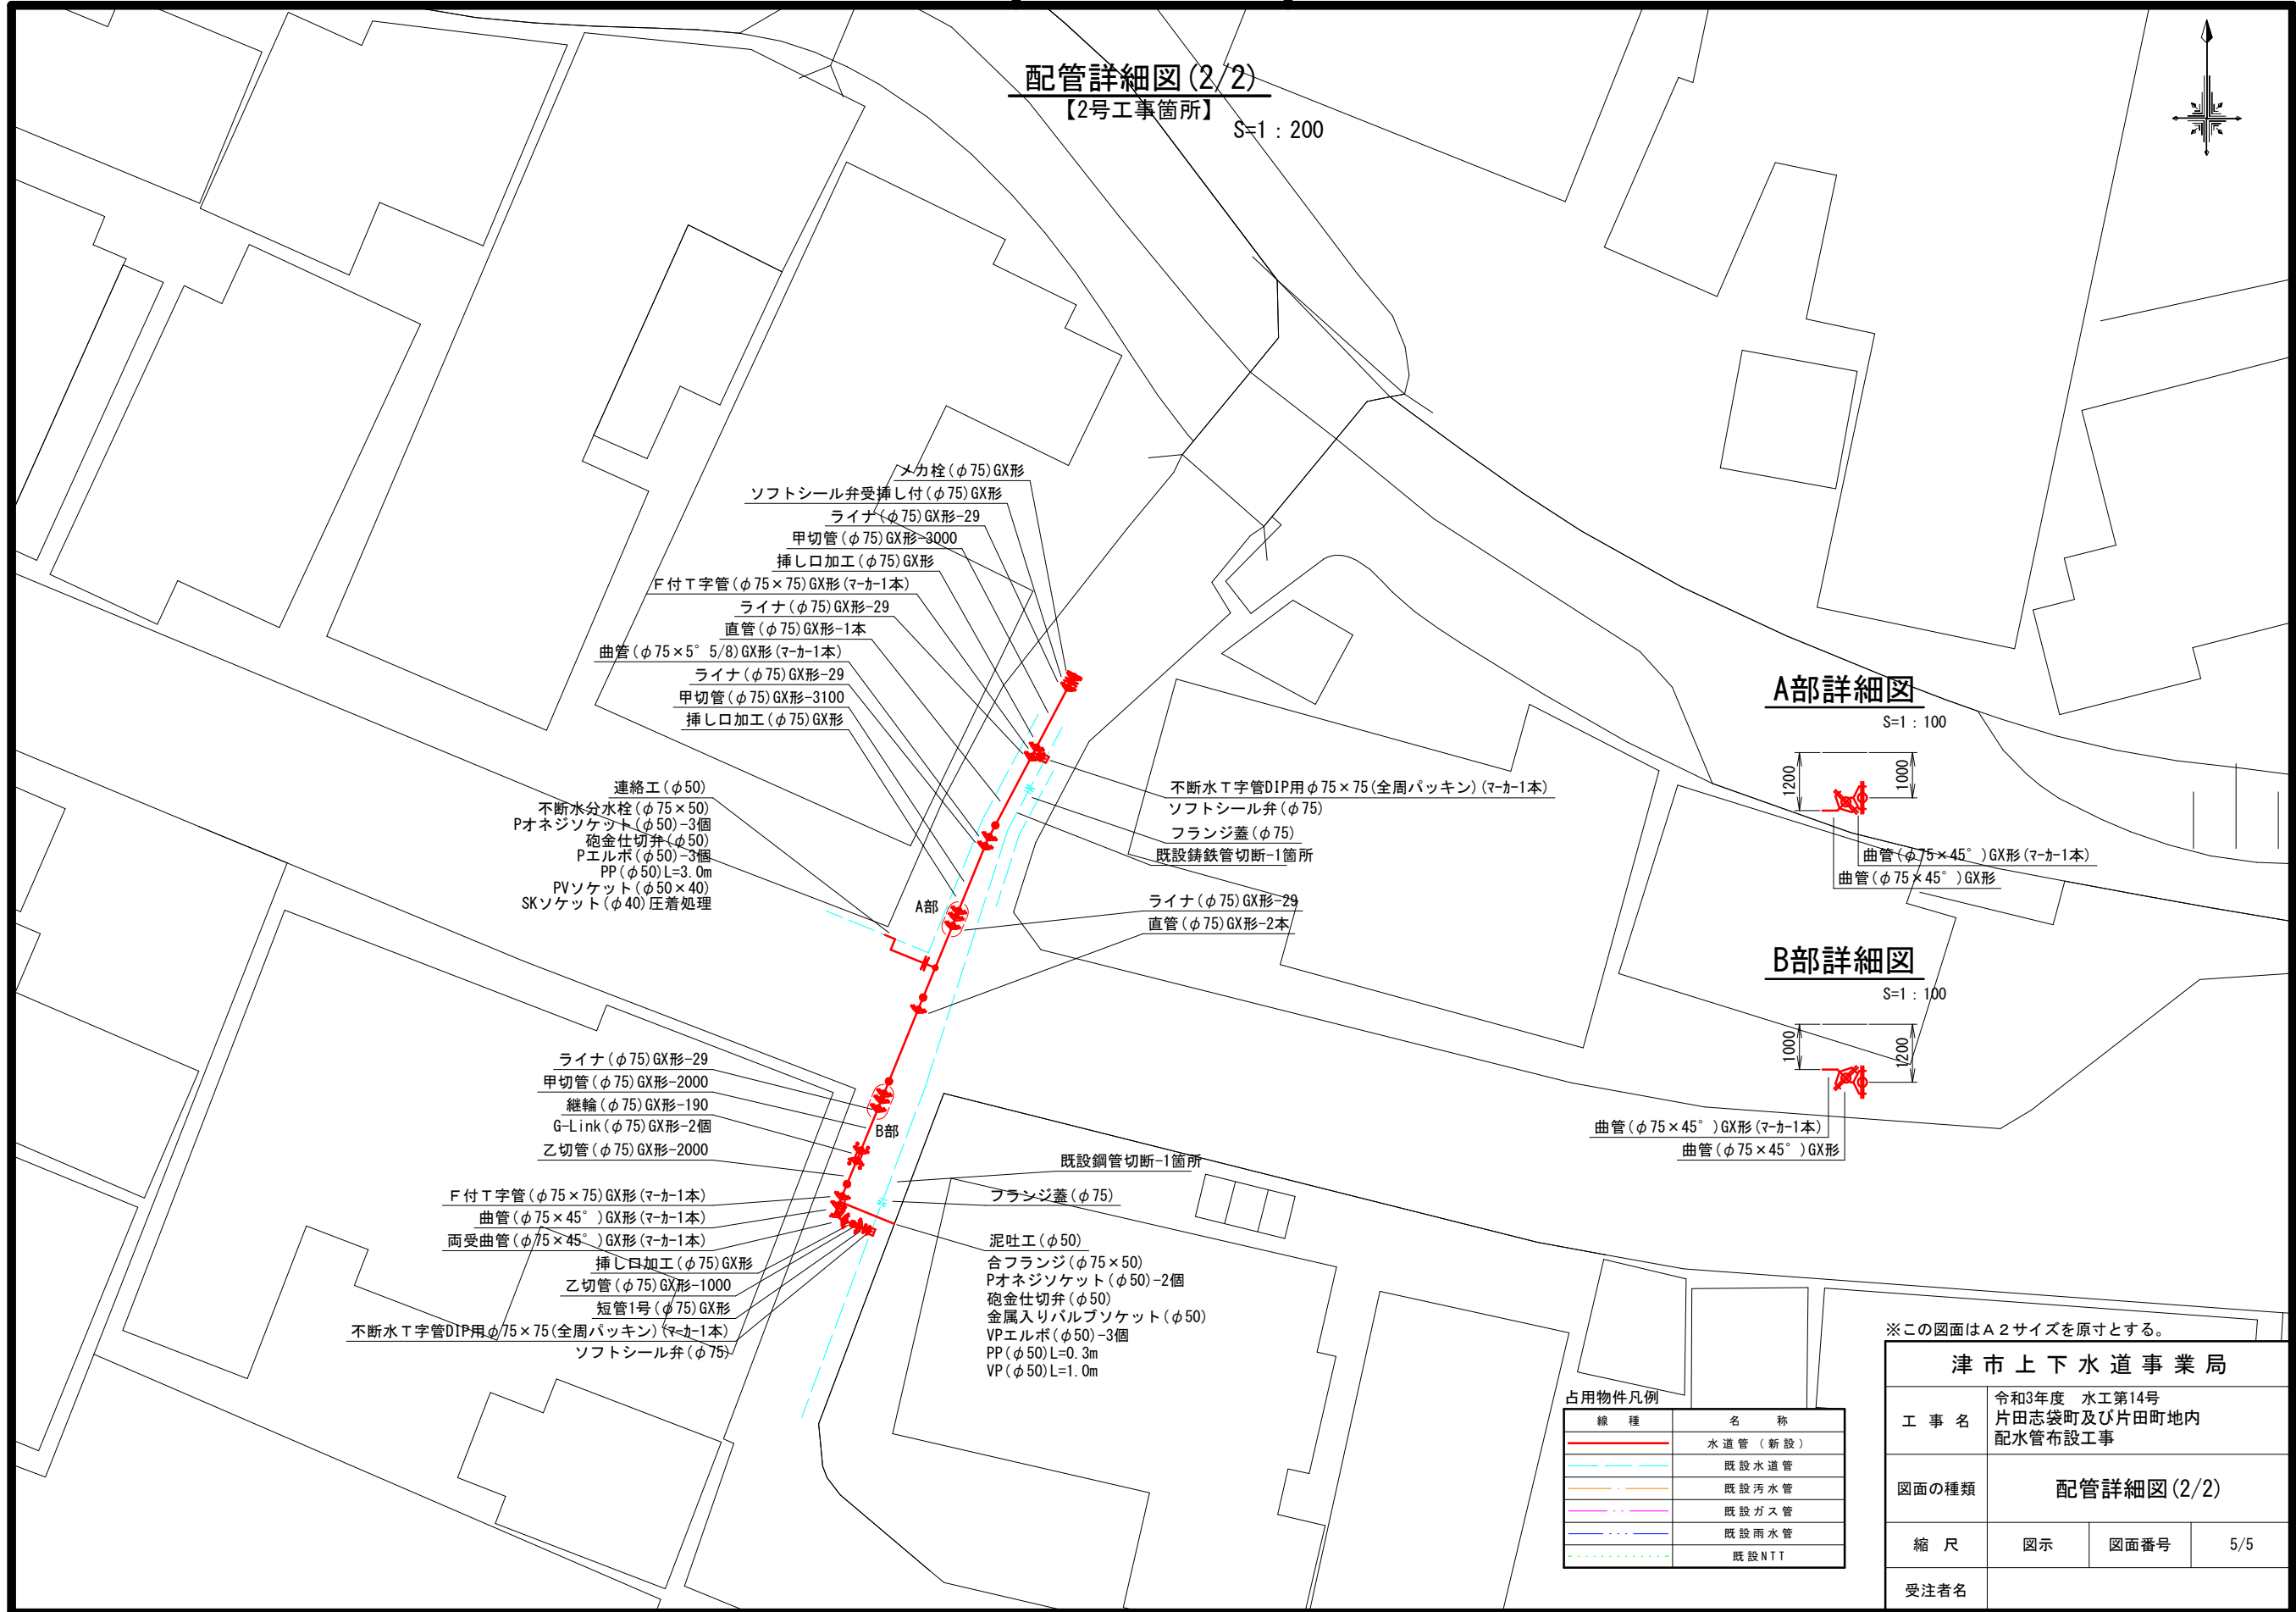 配管詳細図(2/2)
【2号工事箇所】
S=1：200
メカ栓(φ75)GX形
ソフトシール弁受挿し付(φ75)GX形
ライナ(φ75)GX形-29
甲切管(φ75)GX形-3000
挿し口加工(φ75)GX形
Ｆ付Ｔ字管(φ75×75)GX形(ﾏｰｶｰ1本)
ライナ(φ75)GX形-29
直管(φ75)GX形-1本
曲管(φ75×5°5/8)GX形(ﾏｰｶｰ1本)
ライナ(φ75)GX形-29
甲切管(φ75)GX形-3100
挿し口加工(φ75)GX形
連絡工(φ50)
不断水分水栓(φ75×50)
Pオネジソケット(φ50)-3個
砲金仕切弁(φ50)
Pエルボ(φ50)-3個
PP(φ50)L=3.0m
PVソケット(φ50×40)
SKソケット(φ40)圧着処理
不断水Ｔ字管DIP用φ75×75(全周パッキン)(ﾏｰｶｰ1本)
ソフトシール弁(φ75)
フランジ蓋(φ75)
既設鋳鉄管切断-1箇所
A部
ライナ(φ75)GX形-29
直管(φ75)GX形-2本
ライナ(φ75)GX形-29
甲切管(φ75)GX形-2000
継輪(φ75)GX形-190
G-Link(φ75)GX形-2個
乙切管(φ75)GX形-2000
B部
Ｆ付Ｔ字管(φ75×75)GX形(ﾏｰｶｰ1本)
曲管(φ75×45°)GX形(ﾏｰｶｰ1本)
両受曲管(φ75×45°)GX形(ﾏｰｶｰ1本)
挿し口加工(φ75)GX形
乙切管(φ75)GX形-1000
短管1号(φ75)GX形
不断水Ｔ字管DIP用φ75×75(全周パッキン)(ﾏｰｶｰ1本)
ソフトシール弁(φ75)
既設鋼管切断-1箇所
フランジ蓋(φ75)
泥吐工(φ50)
合フランジ(φ75×50)
Pオネジソケット(φ50)-2個
砲金仕切弁(φ50)
金属入りバルブソケット(φ50)
VPエルボ(φ50)-3個
PP(φ50)L=0.3m
VP(φ50)L=1.0m
A部詳細図
S=1：100
1200
1000
曲管(φ75×45°)GX形(ﾏｰｶｰ1本)
曲管(φ75×45°)GX形
B部詳細図
S=1：100
1000
1200
曲管(φ75×45°)GX形(ﾏｰｶｰ1本)
曲管(φ75×45°)GX形
占用物件凡例
線　種　名　称
水道管（新設）
既設水道管
既設汚水管
既設ガス管
既設雨水管
既設NTT
※この図面はＡ２サイズを原寸とする。
津市上下水道事業局
工事名
令和3年度　水工第14号
片田志袋町及び片田町地内
配水管布設工事
図面の種類　配管詳細図(2/2)
縮尺　図示　図面番号　5/5
受注者名